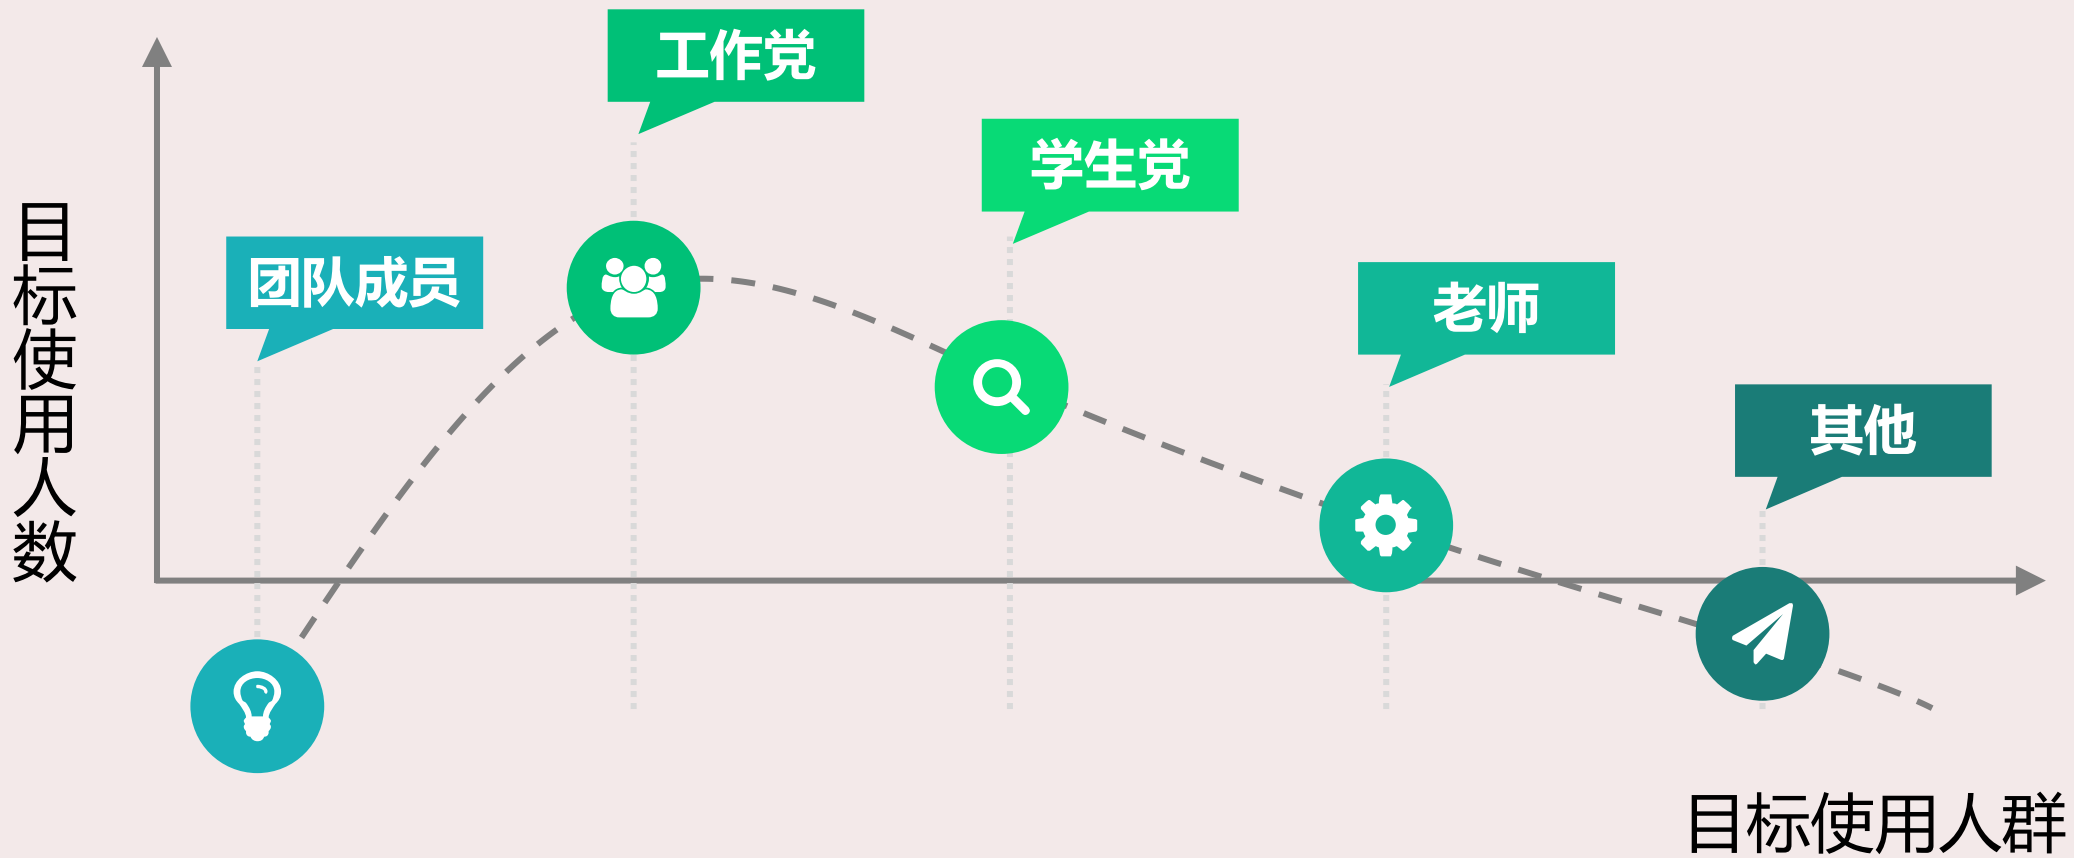 工作党
学生党
团队成员
老师
其他
目标使用人数
目标使用人群